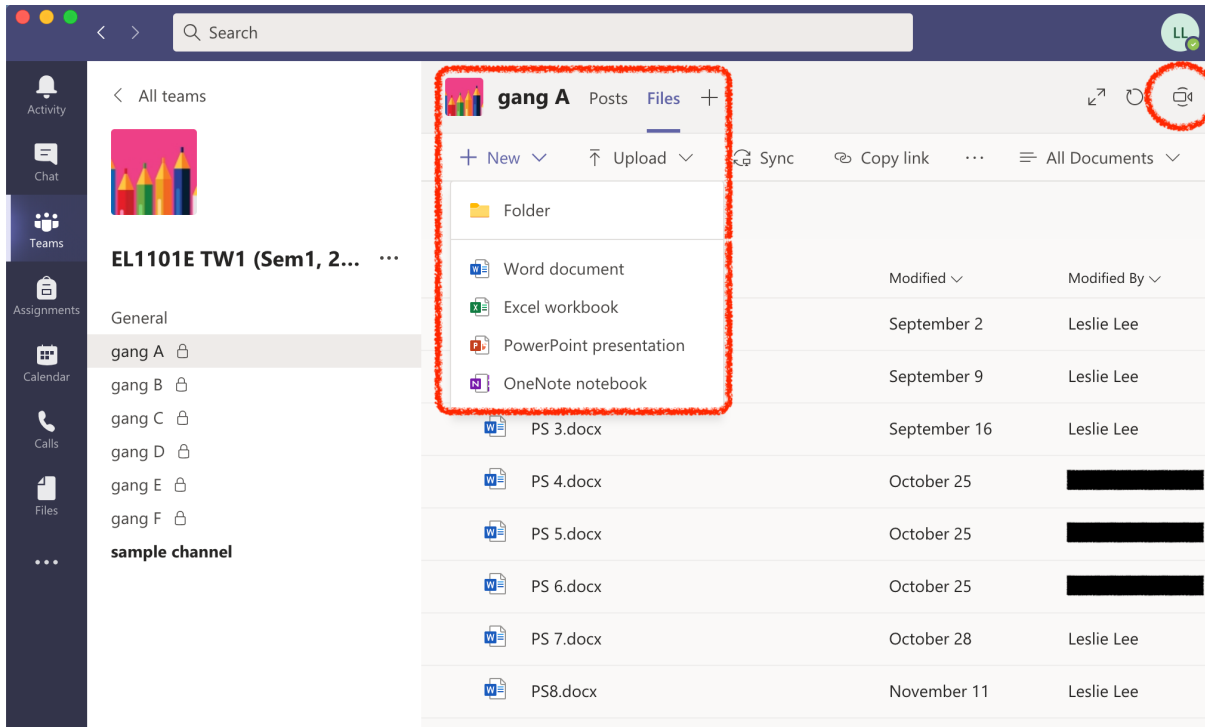 Search
LL
Activity
Chat
Teams
Assignments
Calendar
Calls
Files
All teams
EL1101E TW1 (Sem1, 2...
General
gang A
gang B
gang C
gang D
gang E
gang F
sample channel
gang A Posts Files
New Upload Sync Copy link All Documents
Folder
Word document
Excel workbook
PowerPoint presentation
OneNote notebook
Modified Modified By
September 2 Leslie Lee
September 9 Leslie Lee
PS 3.docx September 16 Leslie Lee
PS 4.docx October 25
PS 5.docx October 25
PS 6.docx October 25
PS 7.docx October 28 Leslie Lee
PS8.docx November 11 Leslie Lee